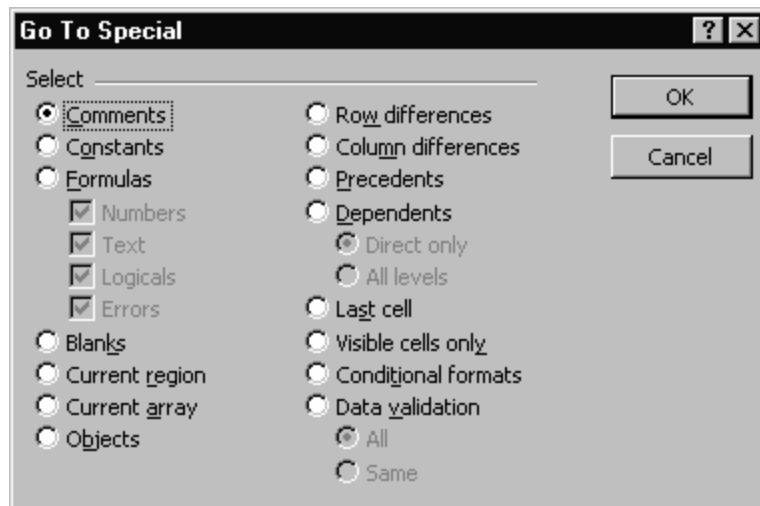 Go To Special
Select
Comments
Constants
Formulas
Numbers
Text
Logicals
Errors
Blanks
Current region
Current array
Objects
Row differences
Column differences
Precedents
Dependents
Direct only
All levels
Last cell
Visible cells only
Conditional formats
Data validation
All
Same
OK
Cancel